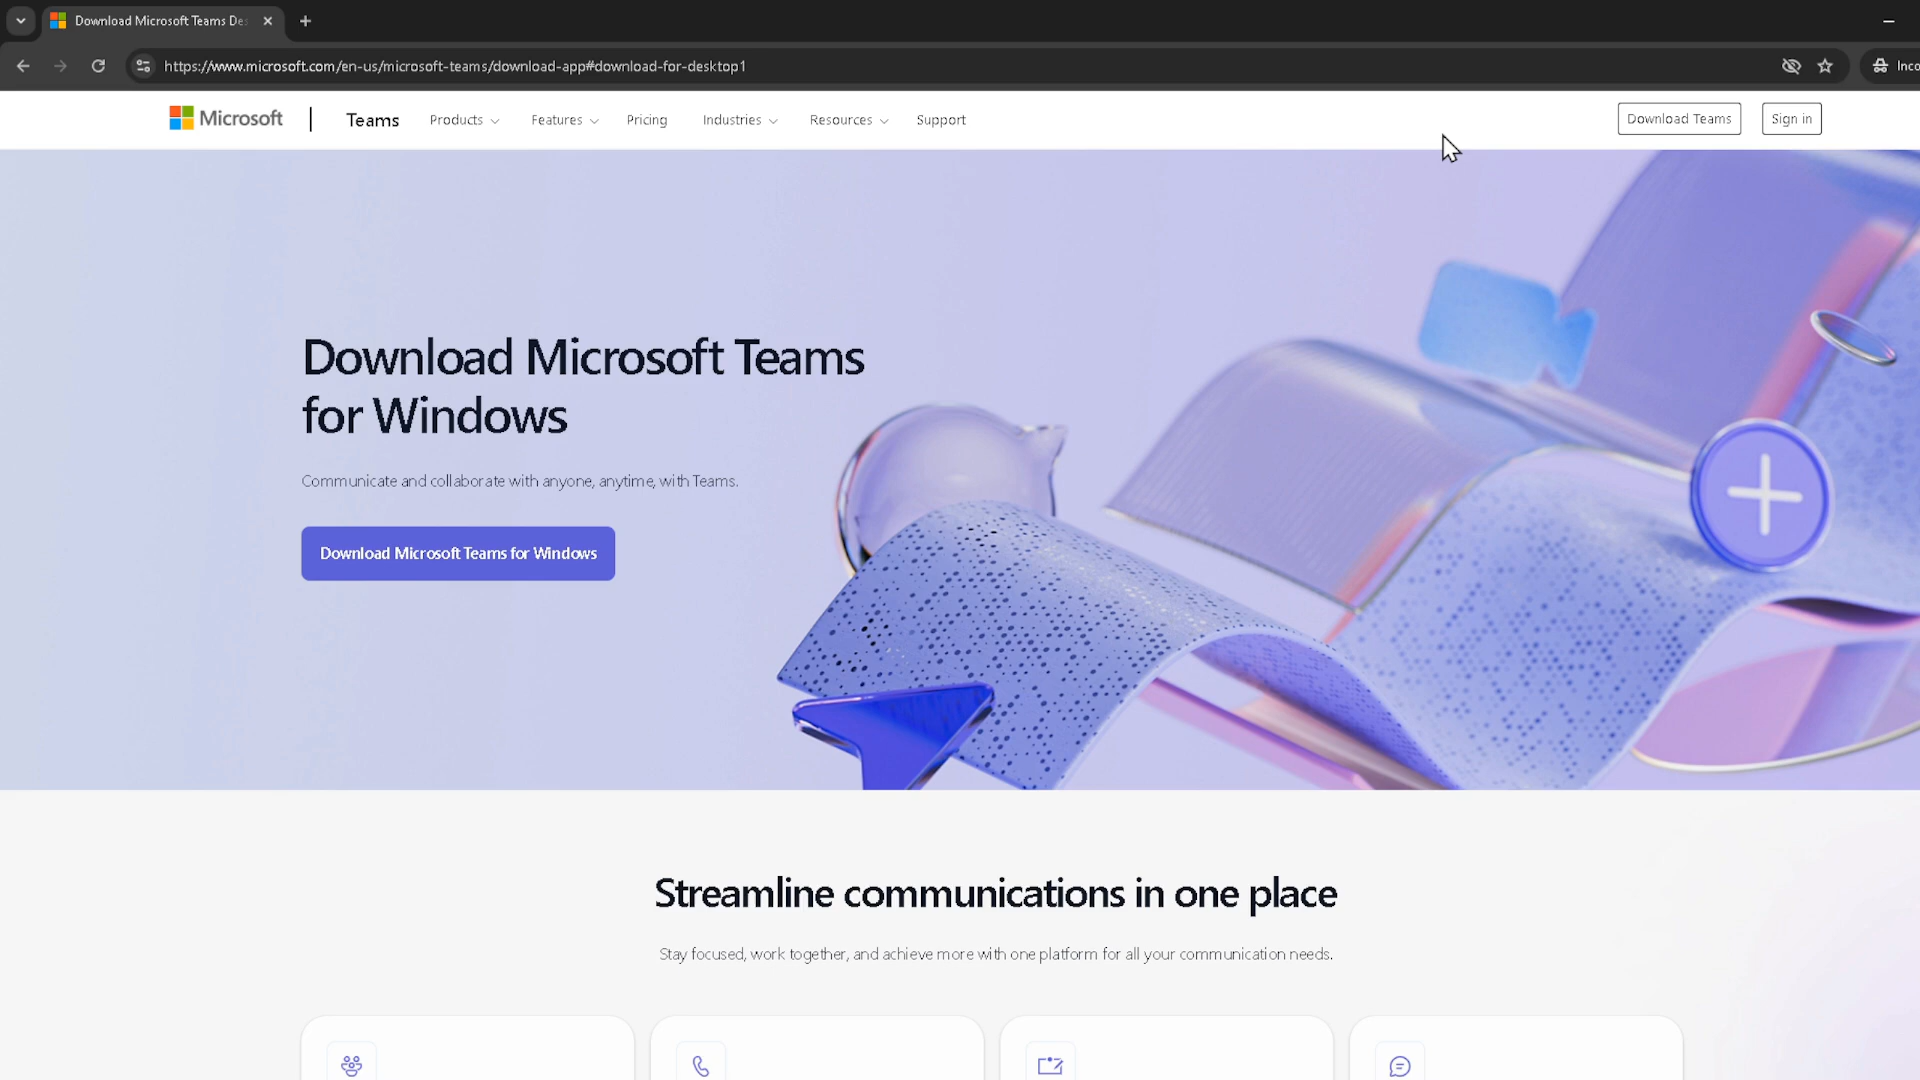 Download Microsoft Teams Des
https://www.microsoft.com/en-us/microsoft-teams/download-app#download-for-desktop1
Inco
Microsoft
Teams
Products
Features
Pricing
Industries
Resources
Support
Download Teams
Sign in
Download Microsoft Teams
for Windows
Communicate and collaborate with anyone, anytime, with Teams.
Download Microsoft Teams for Windows
Streamline communications in one place
Stay focused, work together, and achieve more with one platform for all your communication needs.